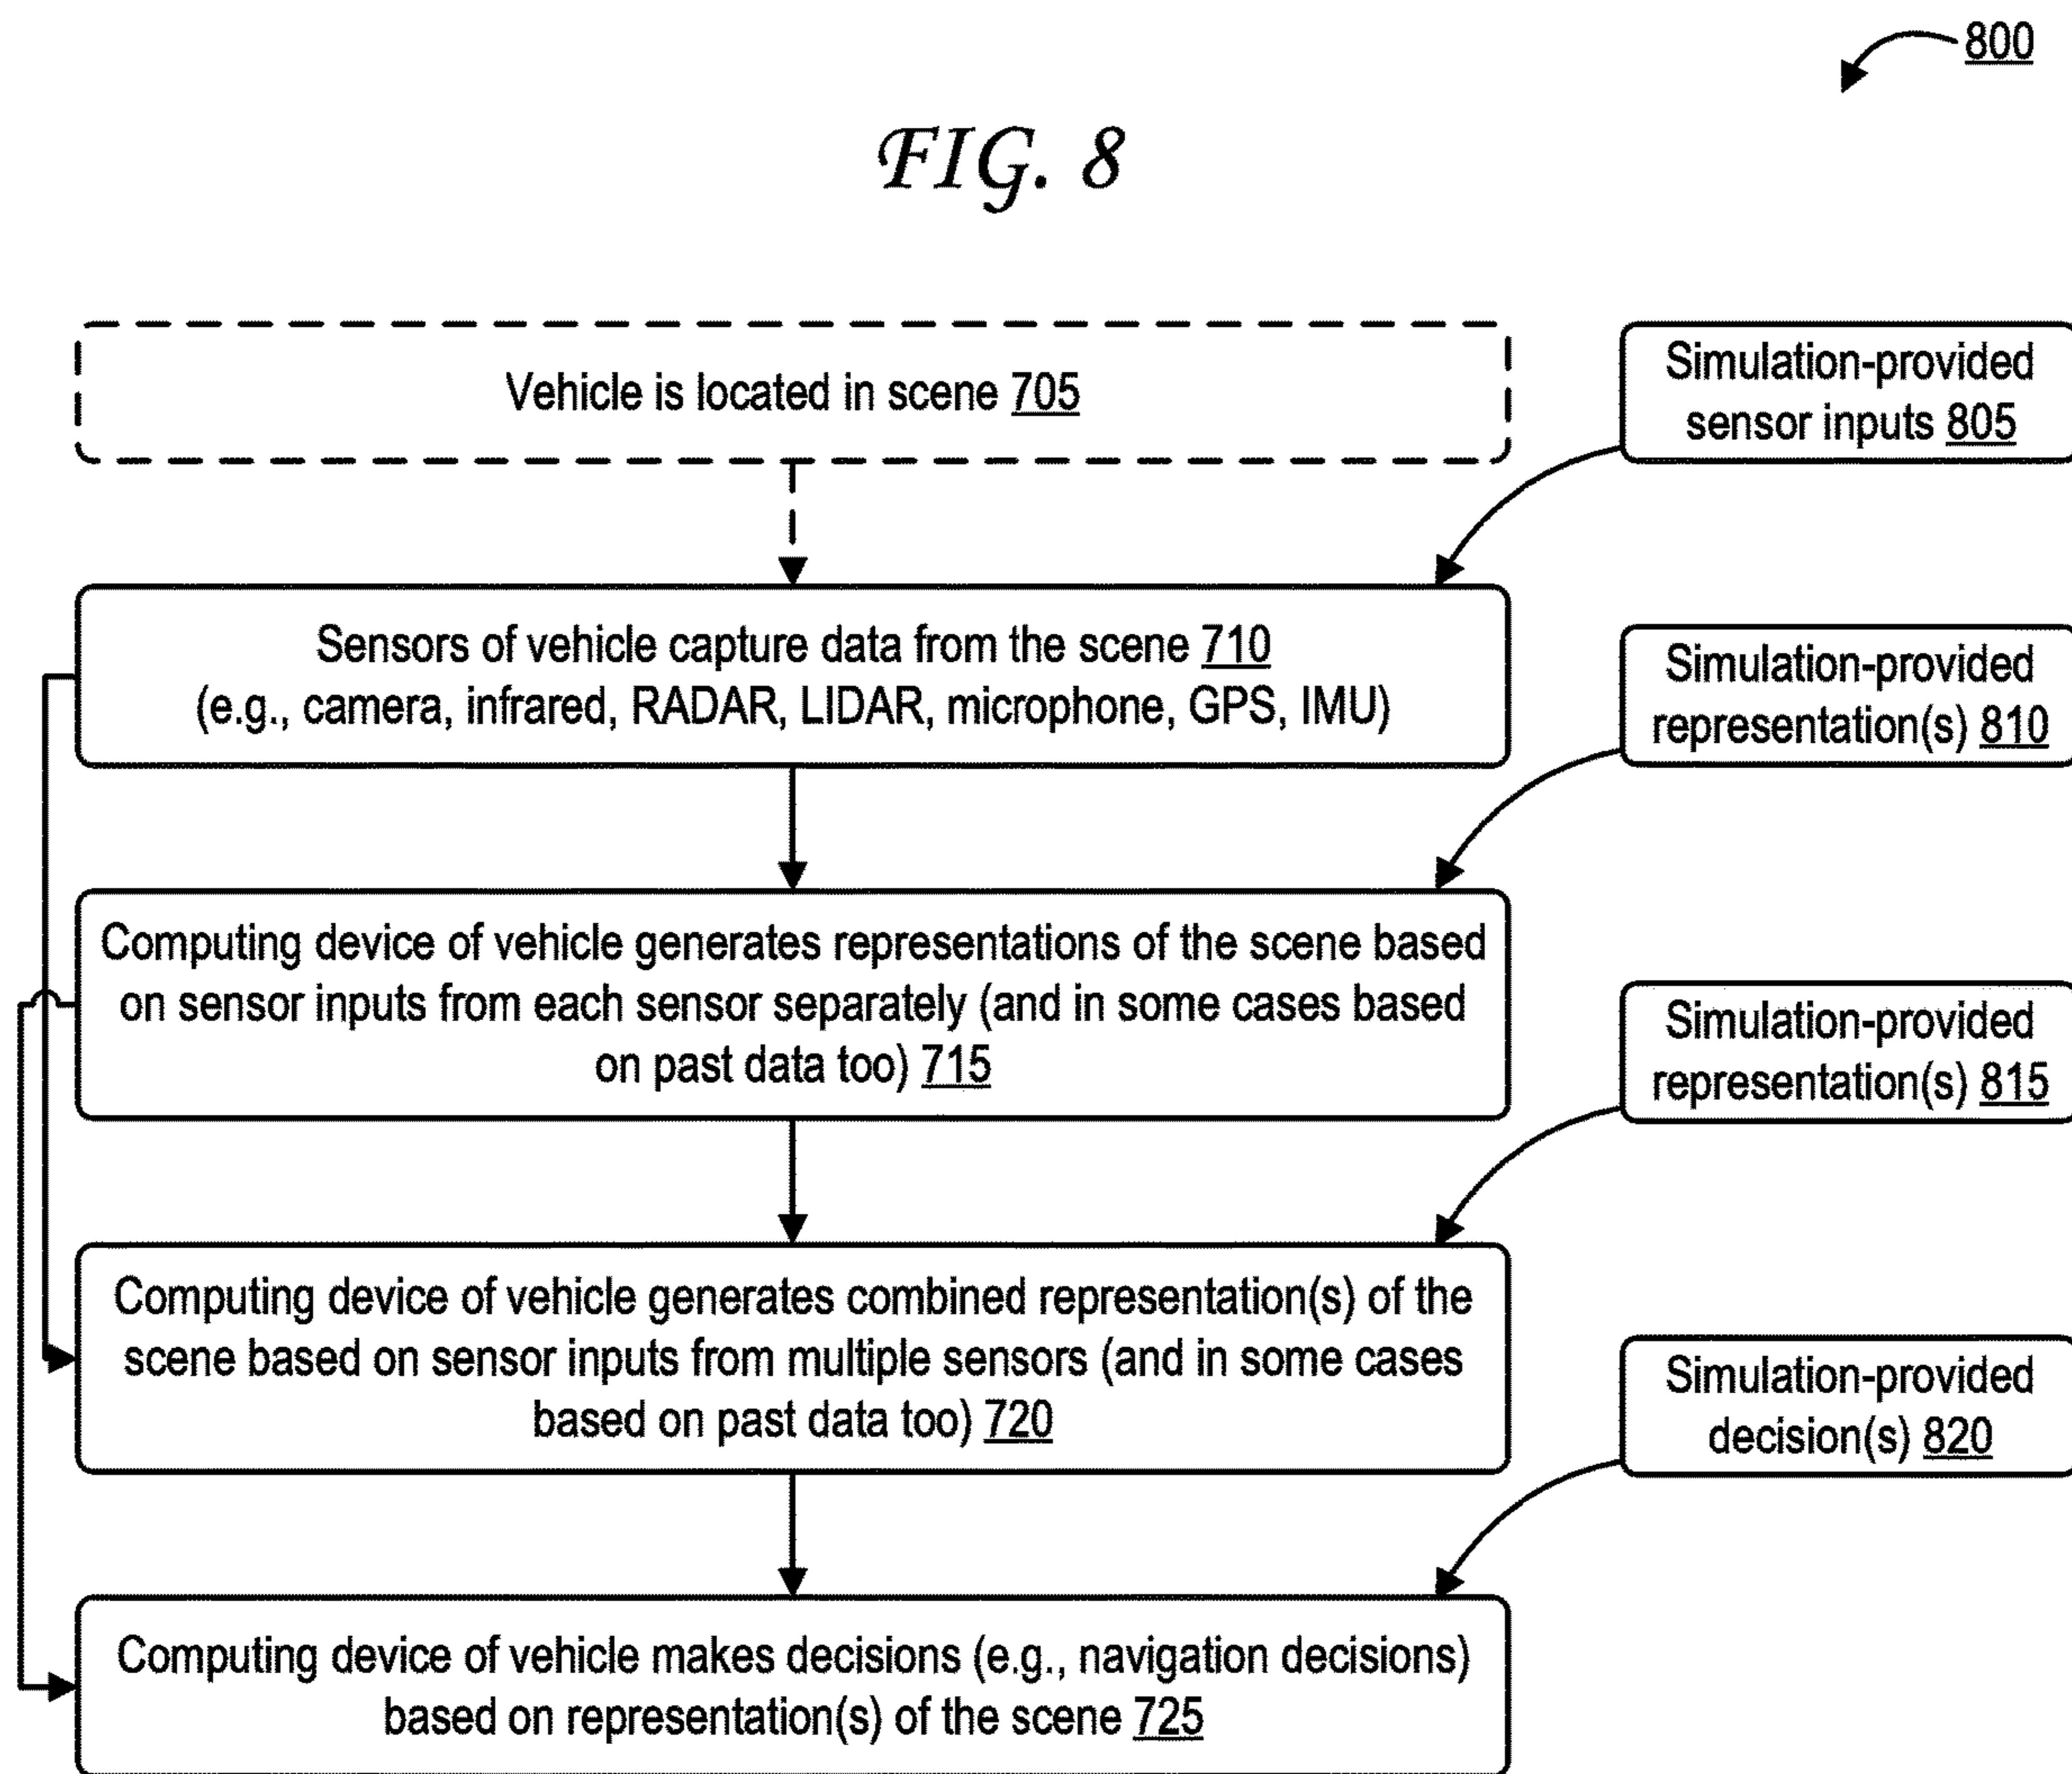 800
FIG. 8
Vehicle is located in scene 705
Simulation-provided
sensor inputs 805
Sensors of vehicle capture data from the scene 710
(e.g., camera, infrared, RADAR, LIDAR, microphone, GPS, IMU)
Simulation-provided
representation(s) 810
Computing device of vehicle generates representations of the scene based
on sensor inputs from each sensor separately (and in some cases based
on past data too) 715
Simulation-provided
representation(s) 815
Computing device of vehicle generates combined representation(s) of the
scene based on sensor inputs from multiple sensors (and in some cases
based on past data too) 720
Simulation-provided
decision(s) 820
Computing device of vehicle makes decisions (e.g., navigation decisions)
based on representation(s) of the scene 725